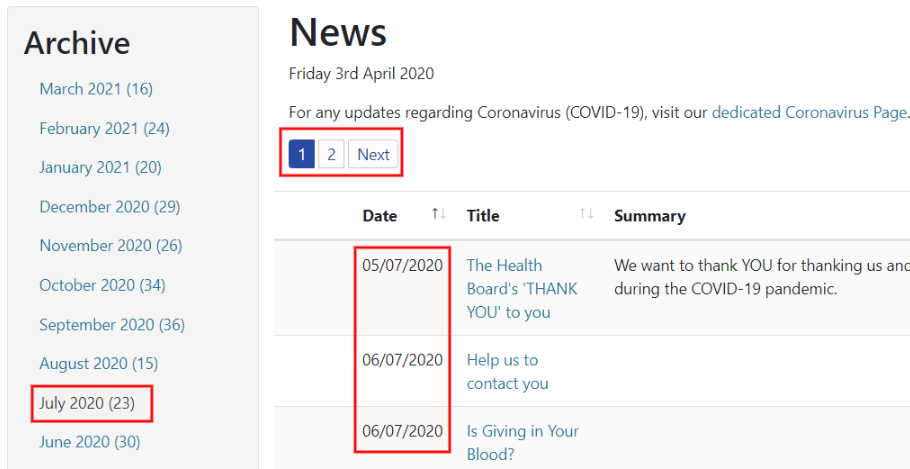 Archive
March 2021 (16)
February 2021 (24)
January 2021 (20)
December 2020 (29)
November 2020 (26)
October 2020 (34)
September 2020 (36)
August 2020 (15)
July 2020 (23)
June 2020 (30)
News
Friday 3rd April 2020
For any updates regarding Coronavirus (COVID-19), visit our dedicated Coronavirus Page.
1 2 Next
Date ↑↓ Title ↑↓ Summary
05/07/2020 The Health We want to thank YOU for thanking us and
Board's 'THANK during the COVID-19 pandemic.
YOU' to you
06/07/2020 Help us to
contact you
06/07/2020 Is Giving in Your
Blood?